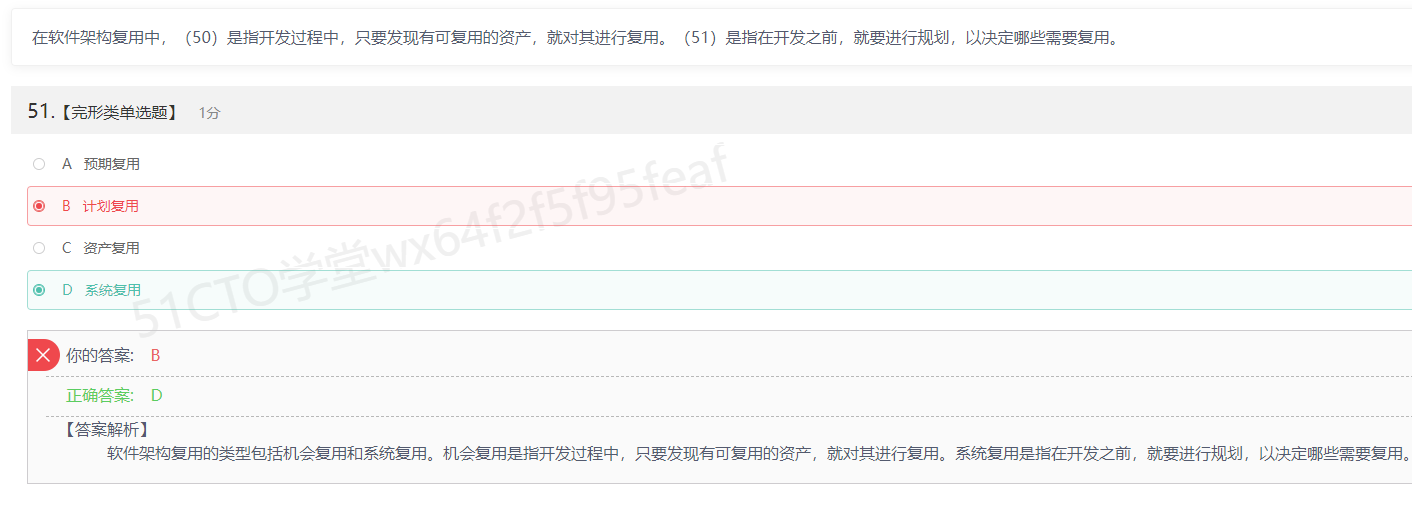 在软件架构复用中，（50）是指开发过程中，只要发现有可复用的资产，就对其进行复用。（51）是指在开发之前，就要进行规划，以决定哪些需要复用。
51.【完形类单选题】 1分
A 预期复用
B 计划复用
C 资产复用
D 系统复用
51CTO学堂wx64f2f5f95feaf
你的答案： B
正确答案： D
【答案解析】
软件架构复用的类型包括机会复用和系统复用。机会复用是指开发过程中，只要发现有可复用的资产，就对其进行复用。系统复用是指在开发之前，就要进行规划，以决定哪些需要复用。